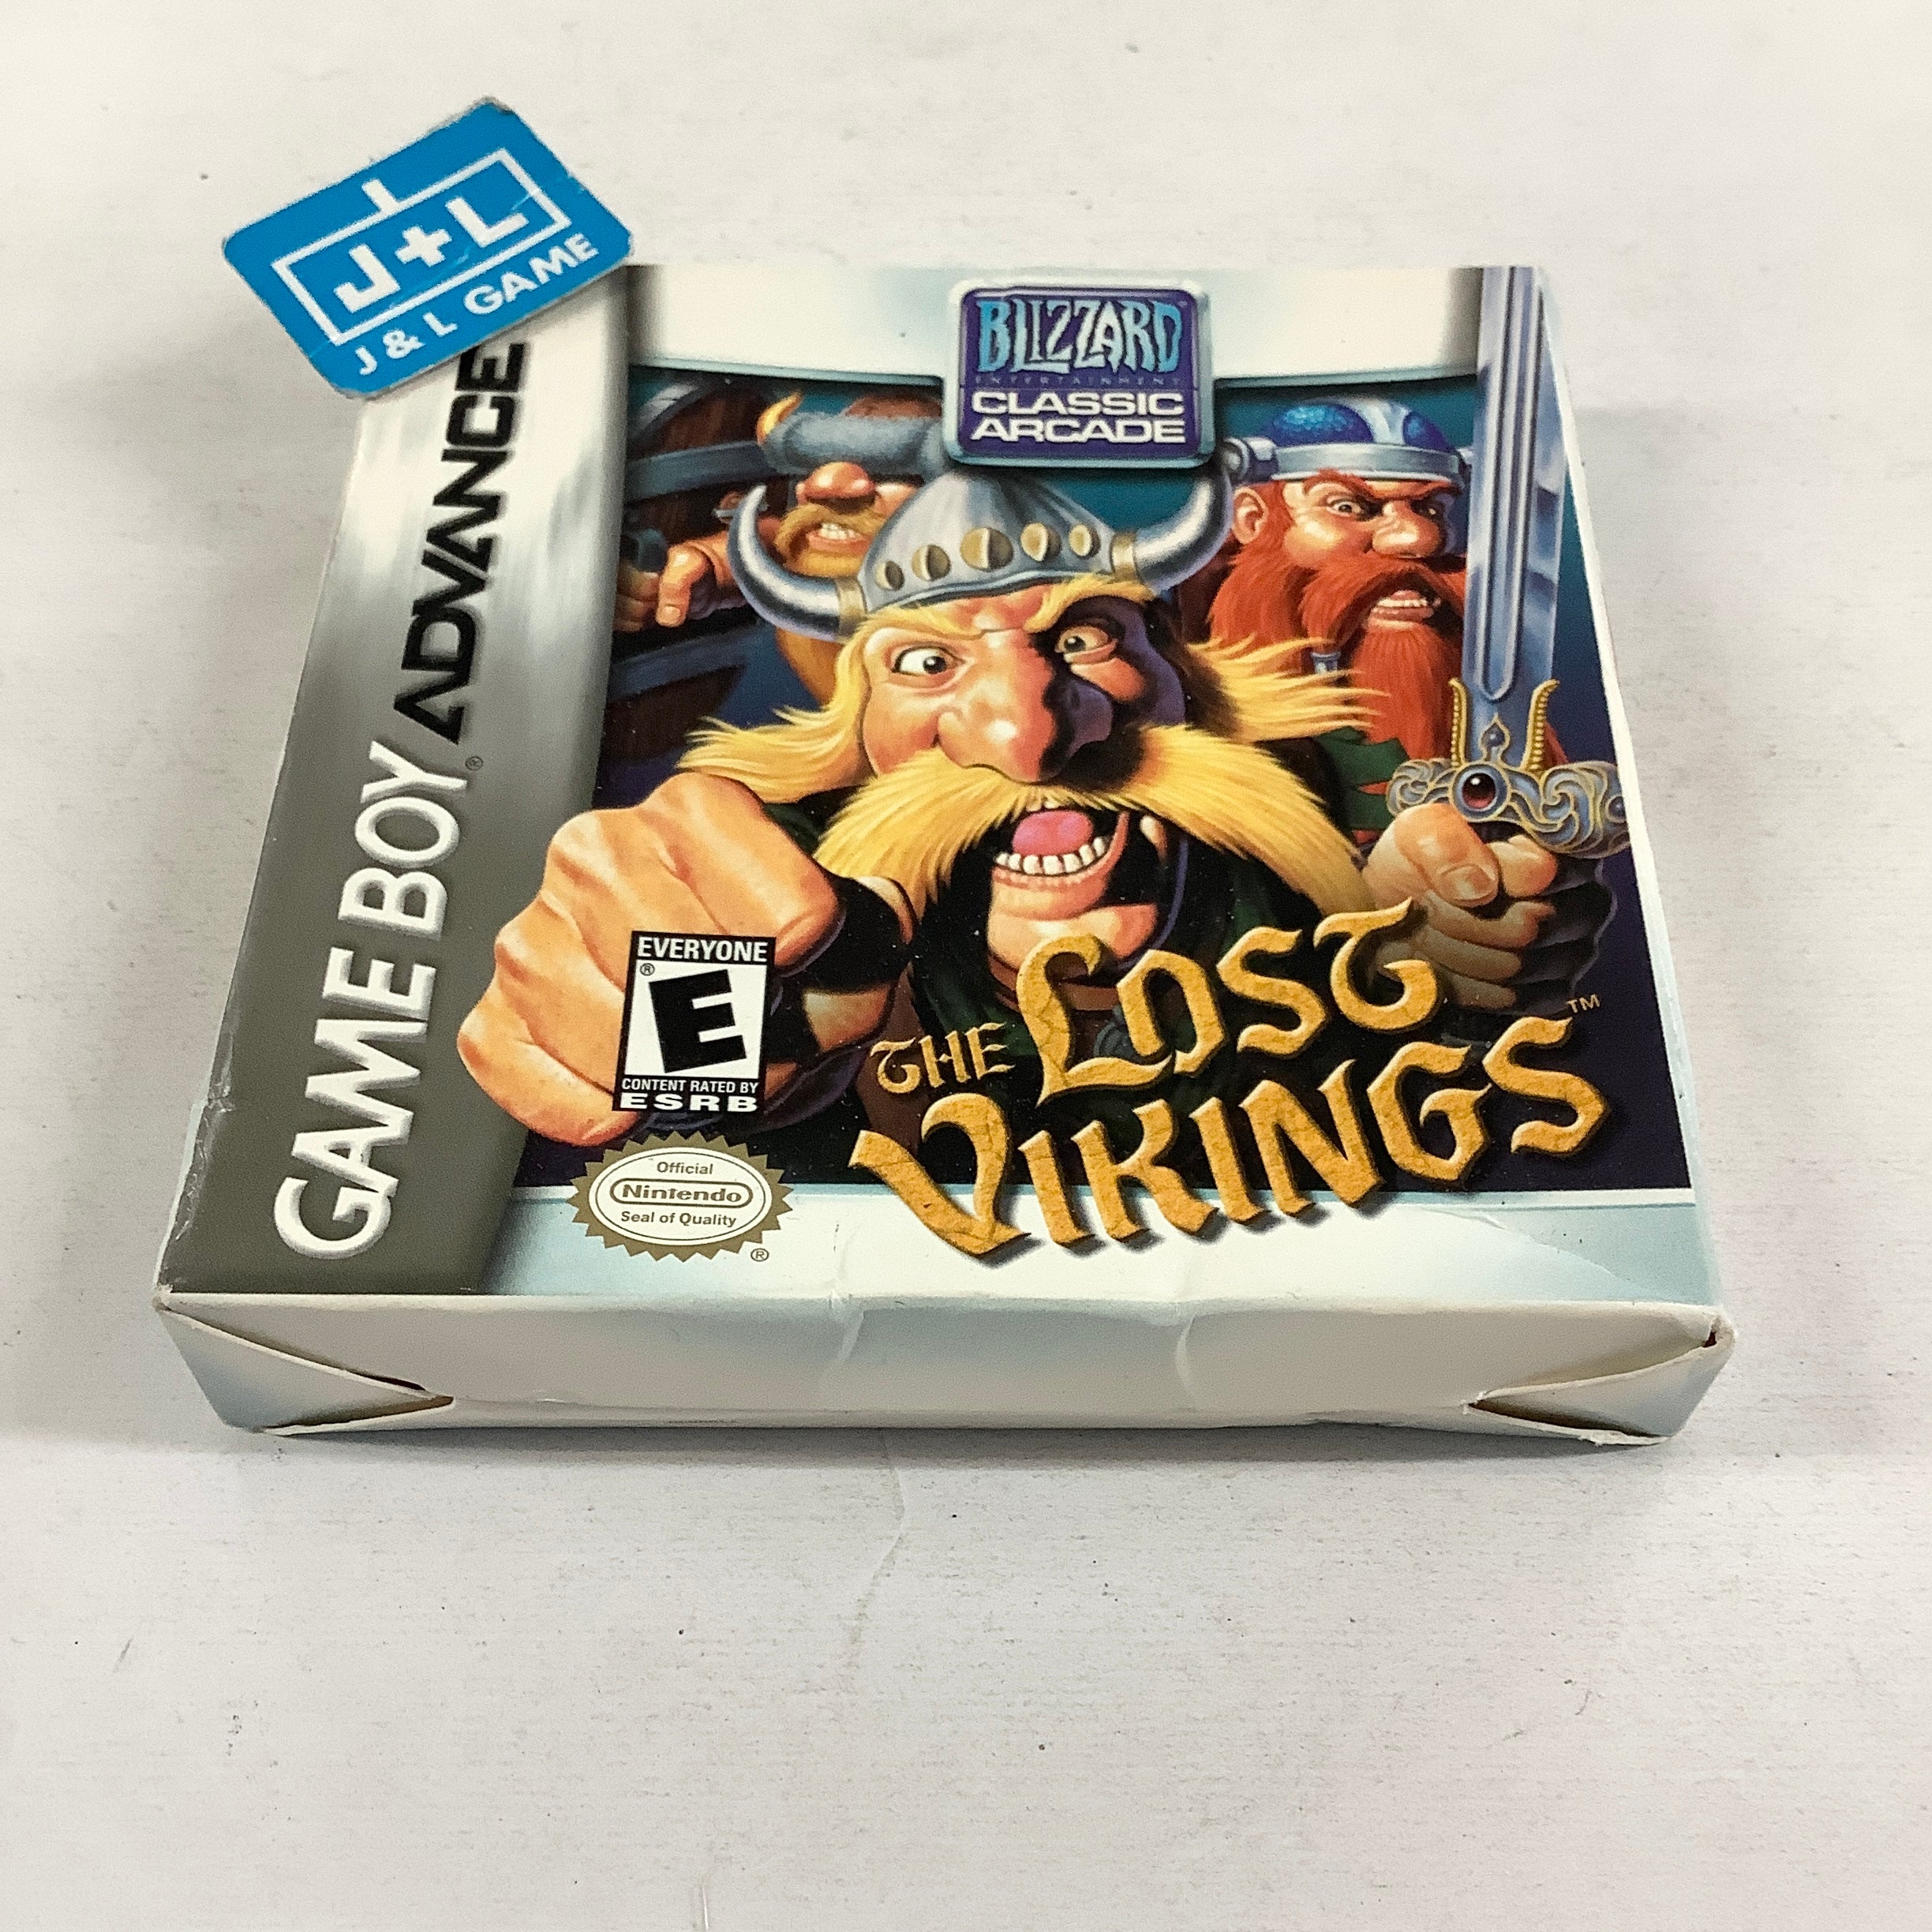 J+L
J & L GAME
GAME BOY ADVANCE
®
BLIZZARD
ENTERTAINMENT
CLASSIC
ARCADE
EVERYONE
®
E
CONTENT RATED BY
ESRB
THE LOST
VIKINGS
™
Official
Nintendo
Seal of Quality
®